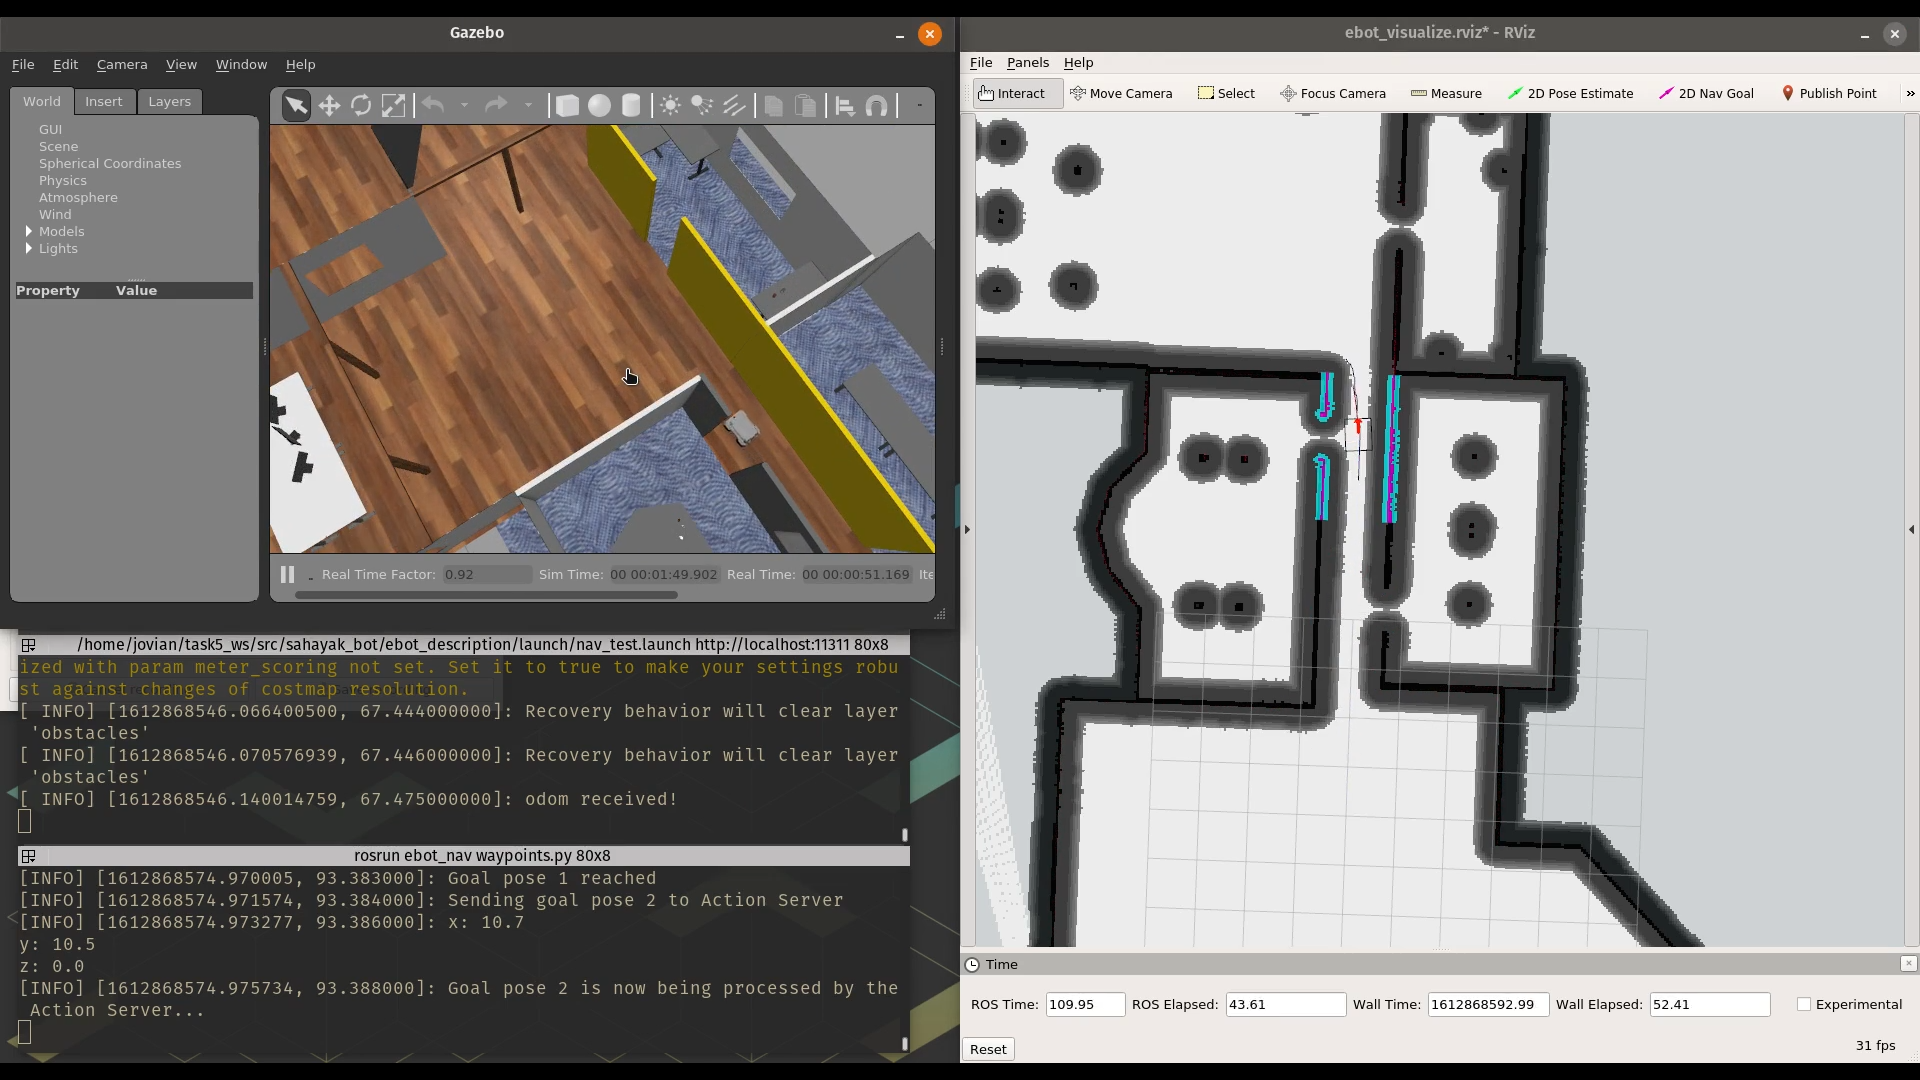 Gazebo
File Edit Camera View Window Help
World Insert Layers
GUI
Scene
Spherical Coordinates
Physics
Atmosphere
Wind
Models
Lights
Property Value
Real Time Factor: 0.92 Sim Time: 00 00:01:49.902 Real Time: 00 00:00:51.169 Ite
/home/jovian/task5_ws/src/sahayak_bot/ebot_description/launch/nav_test.launch http://localhost:11311 80x8
ized with param meter_scoring not set. Set it to true to make your settings robu
st against changes of costmap resolution.
[ INFO] [1612868546.066400500, 67.444000000]: Recovery behavior will clear layer
'obstacles'
[ INFO] [1612868546.070576939, 67.446000000]: Recovery behavior will clear layer
'obstacles'
[ INFO] [1612868546.140014759, 67.475000000]: odom received!
rosrun ebot_nav waypoints.py 80x8
[INFO] [1612868574.970005, 93.383000]: Goal pose 1 reached
[INFO] [1612868574.971574, 93.384000]: Sending goal pose 2 to Action Server
[INFO] [1612868574.973277, 93.386000]: x: 10.7
y: 10.5
z: 0.0
[INFO] [1612868574.975734, 93.388000]: Goal pose 2 is now being processed by the
Action Server...
ebot_visualize.rviz* - RViz
File Panels Help
Interact Move Camera Select Focus Camera Measure 2D Pose Estimate 2D Nav Goal Publish Point »
Time
ROS Time: 109.95 ROS Elapsed: 43.61 Wall Time: 1612868592.99 Wall Elapsed: 52.41 Experimental
Reset 31 fps